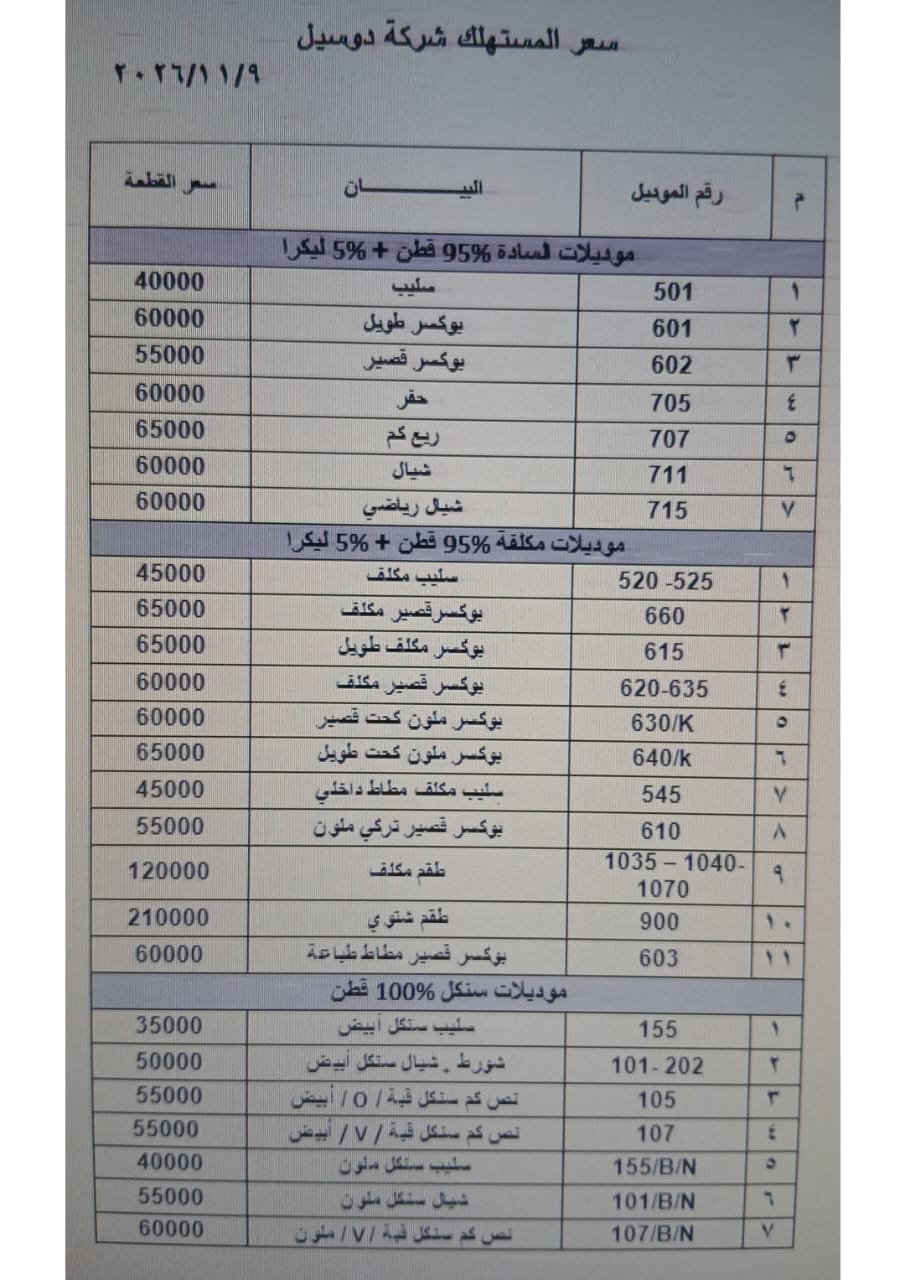 سعر المستهلك شركة دوسيل
٢٠٢٦/١١/٩
م رقم الموديل البيـــــــــــان سعر القطعة
موديلات لسادة 95% قطن + 5% ليكرا
١ 501 سليب 40000
٢ 601 بوكسر طويل 60000
٣ 602 بوكسر قصير 55000
٤ 705 حفر 60000
٥ 707 ربع كم 65000
٦ 711 شيال 60000
٧ 715 شيال رياضي 60000
موديلات مكلفة 95% قطن + 5% ليكرا
١ 520 -525 سليب مكلف 45000
٢ 660 بوكسرقصير مكلف 65000
٣ 615 بوكسر مكلف طويل 65000
٤ 620-635 بوكسر قصير مكلف 60000
٥ 630/K بوكسر ملون كحت قصير 60000
٦ 640/k بوكسر ملون كحت طويل 65000
٧ 545 سليب مكلف مطاط داخلي 45000
٨ 610 بوكسر قصير تركي ملون 55000
٩ 1035 – 1040-
1070 طقم مكلف 120000
١٠ 900 طقم شتوي 210000
١١ 603 بوكسر قصير مطاط طباعة 60000
موديلات سنكل 100% قطن
١ 155 سليب سنكل أبيض 35000
٢ 101- 202 شورط . شيال سنكل أبيض 50000
٣ 105 نص كم سنكل قبة / O / أبيض 55000
٤ 107 نص كم سنكل قبة / V / أبيض 55000
٥ 155/B/N سليب سنكل ملون 40000
٦ 101/B/N شيال سنكل ملون 55000
٧ 107/B/N نص كم سنكل قبة / V / ملون 60000